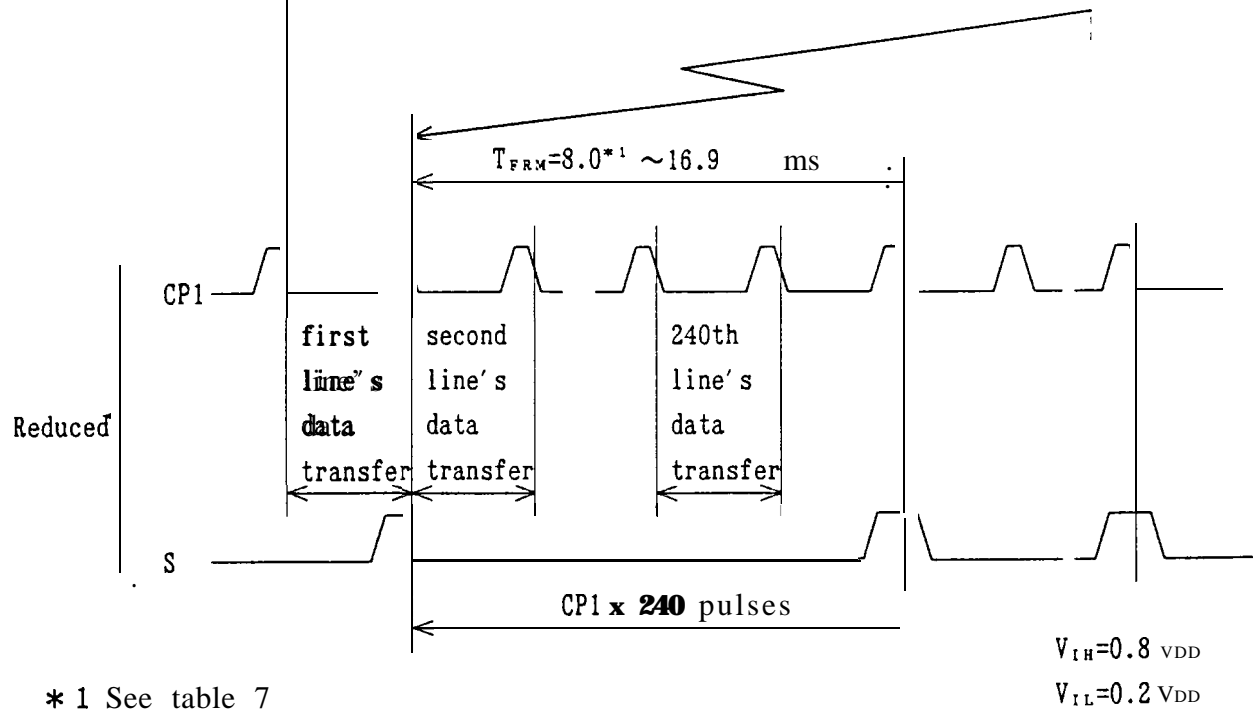 T_FRM=8.0*1 ～16.9 ms
CP1
first line's data transfer
second line's data transfer
240th line's data transfer
Reduced
S
CP1 x 240 pulses
V_IH=0.8 VDD
V_IL=0.2 VDD
*1 See table 7